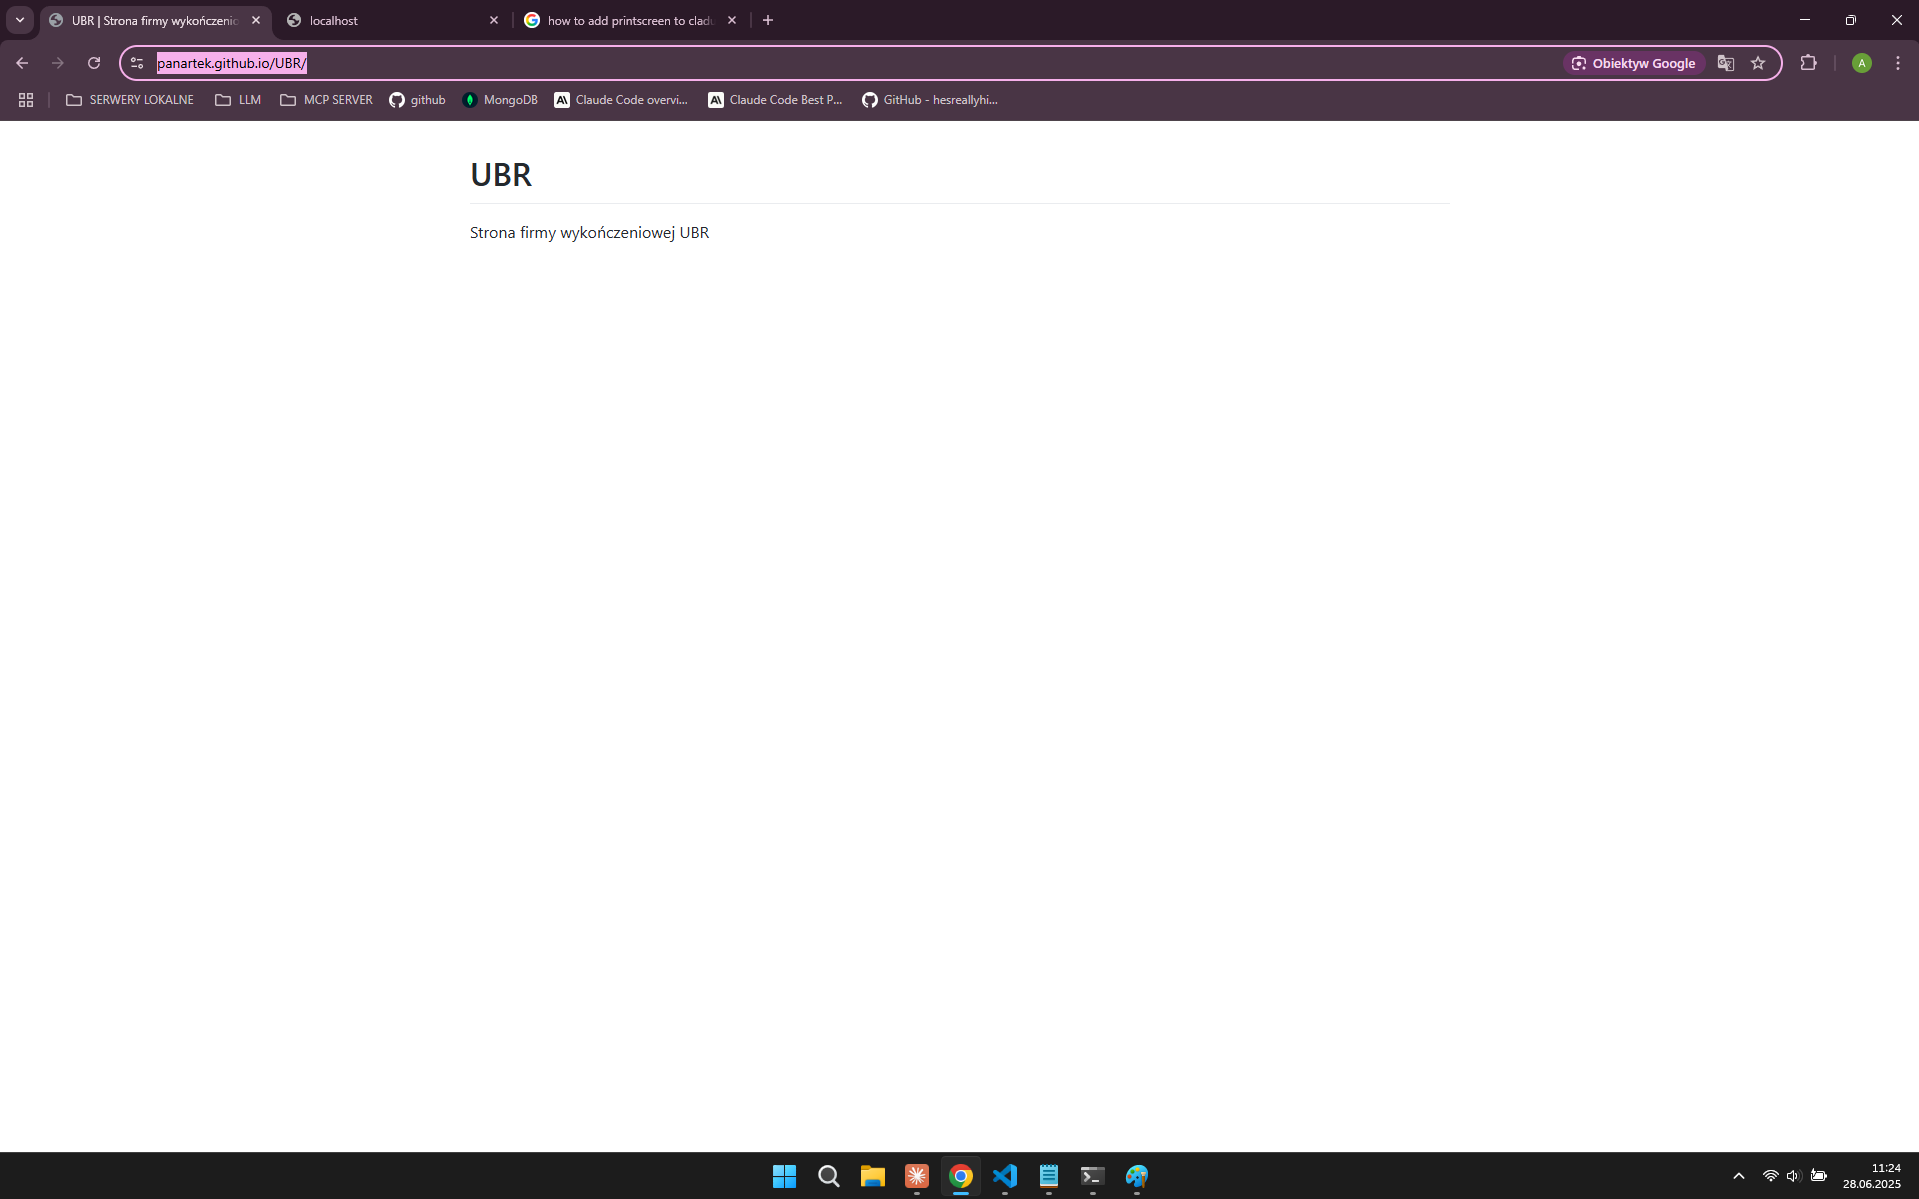 UBR | Strona firmy wykończenio
localhost
how to add printscreen to cladu
panartek.github.io/UBR/
Obiektyw Google
A
SERWERY LOKALNE
LLM
MCP SERVER
github
MongoDB
Claude Code overvi...
Claude Code Best P...
GitHub - hesreallyhi...
UBR
Strona firmy wykończeniowej UBR
11:24
28.06.2025